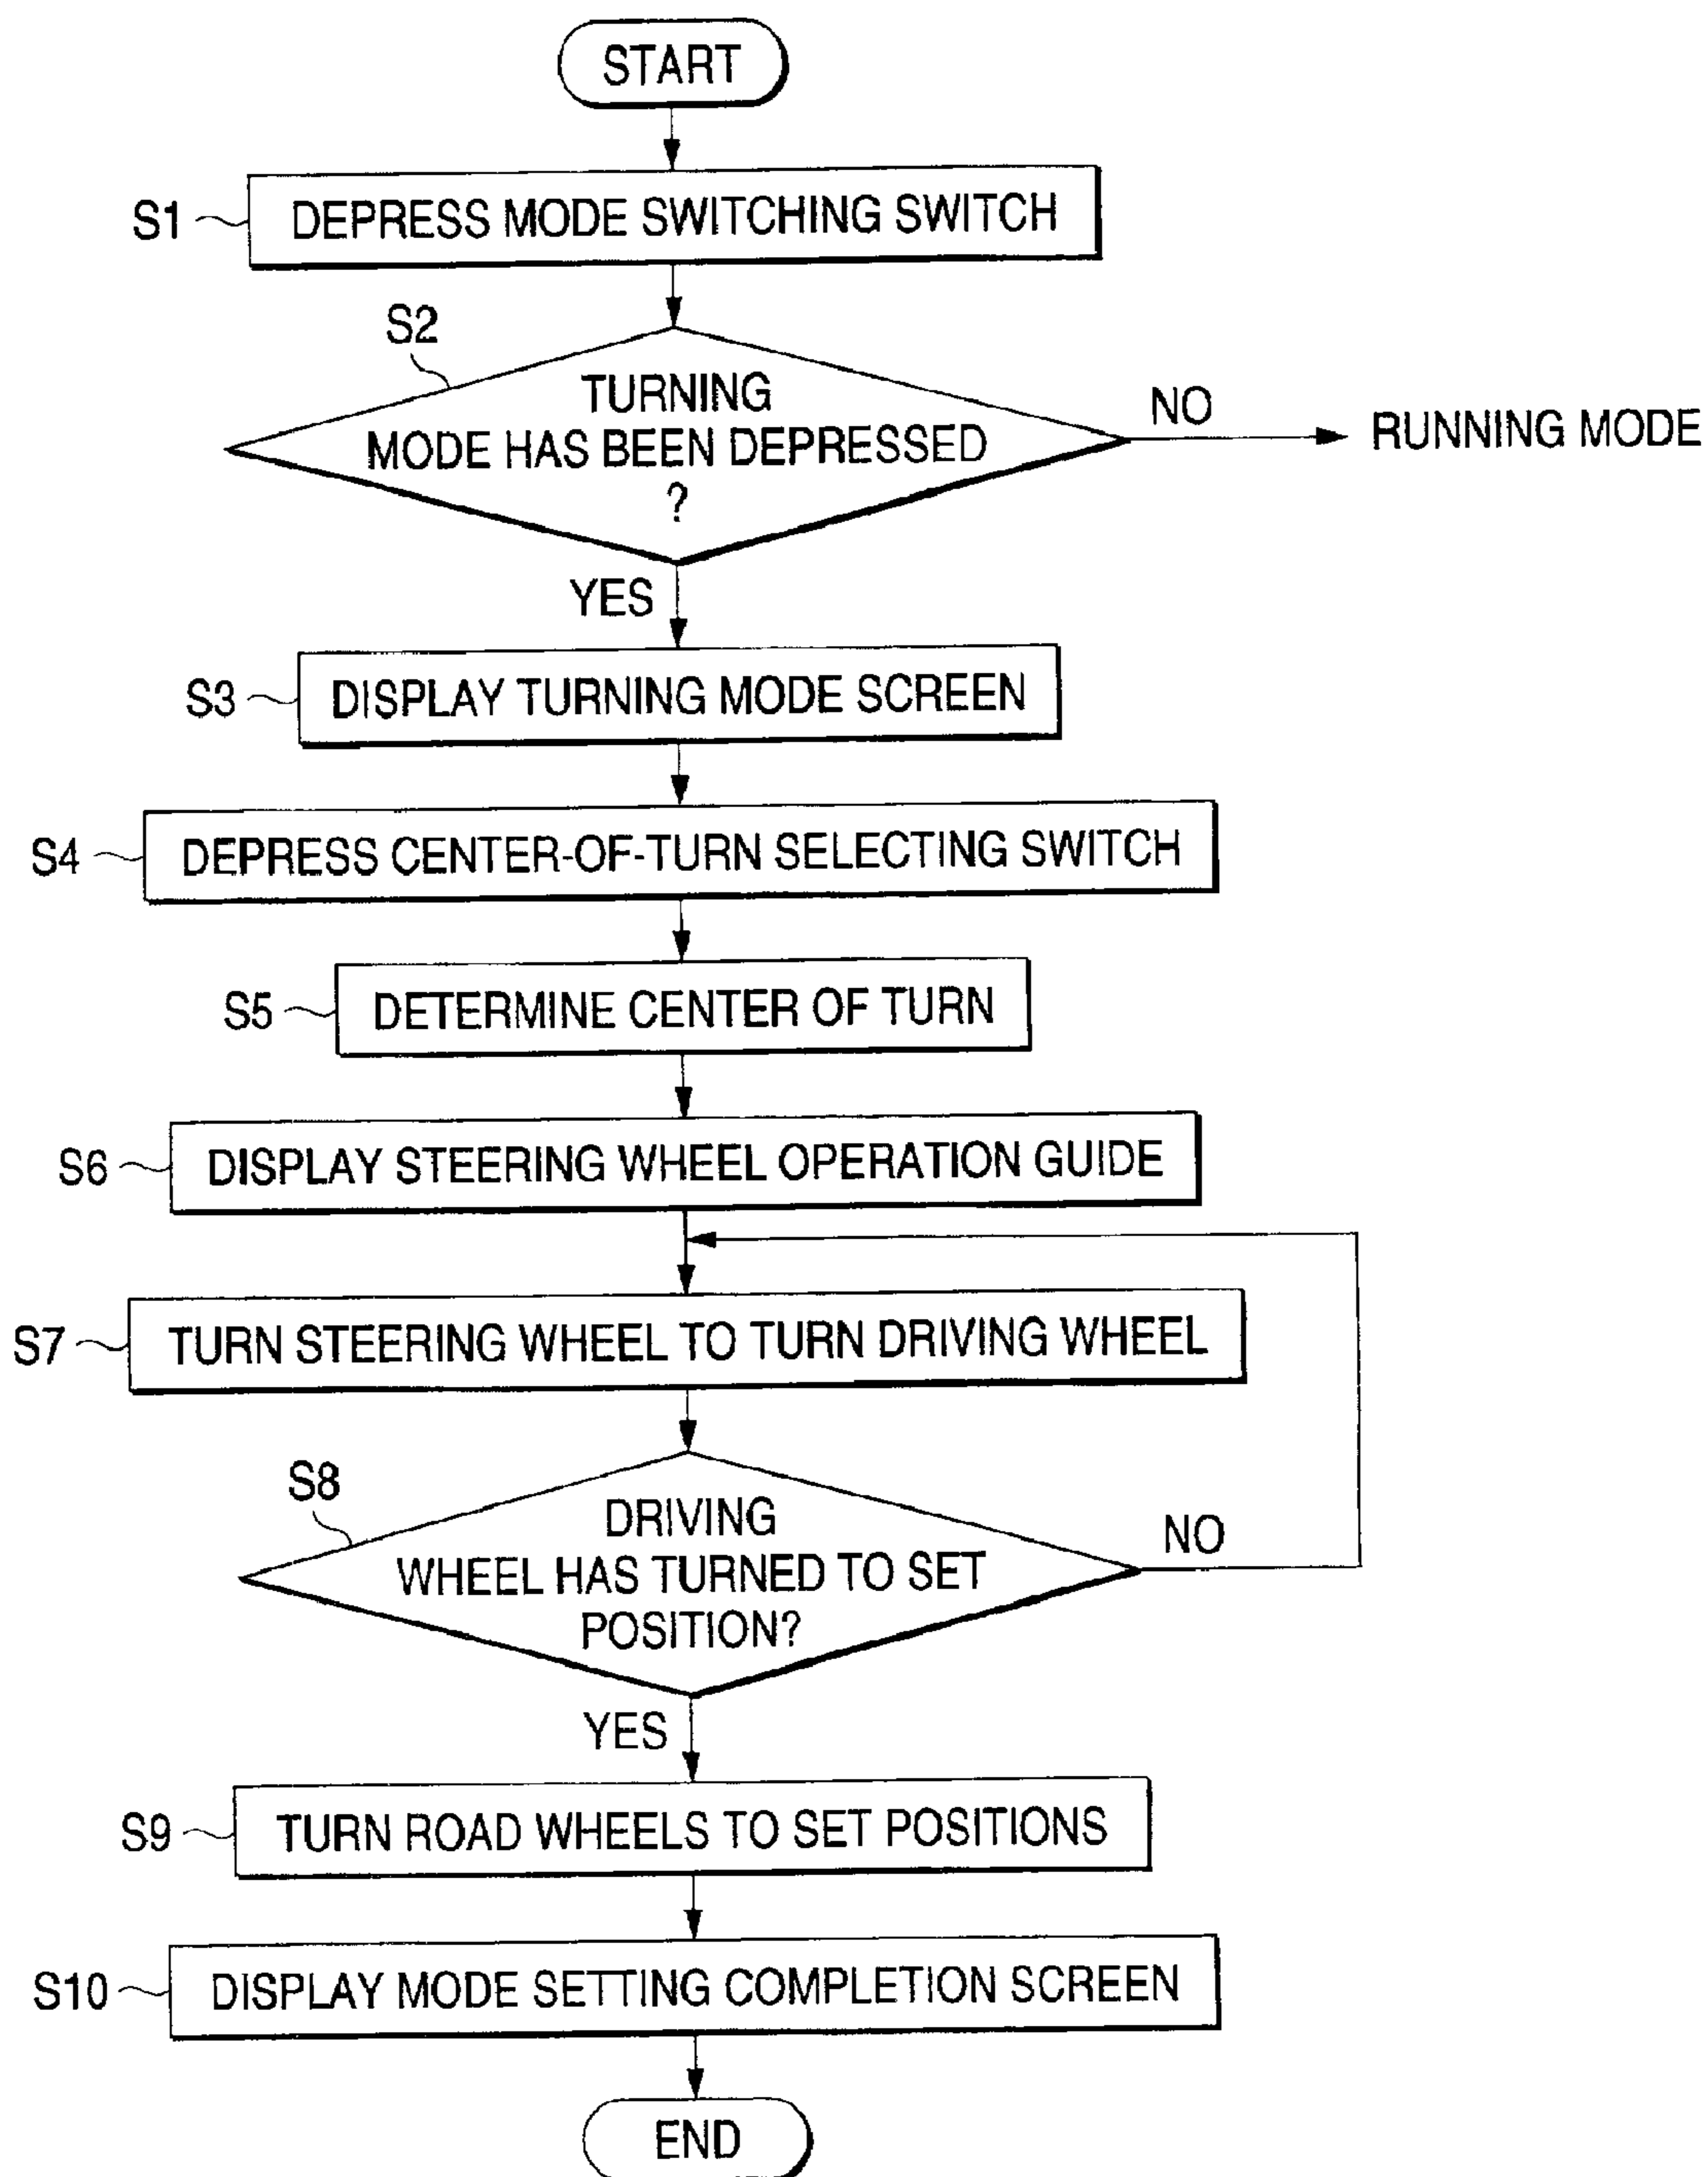 START
S1
DEPRESS MODE SWITCHING SWITCH
S2
TURNING
MODE HAS BEEN DEPRESSED
?
NO
RUNNING MODE
YES
S3
DISPLAY TURNING MODE SCREEN
S4
DEPRESS CENTER-OF-TURN SELECTING SWITCH
S5
DETERMINE CENTER OF TURN
S6
DISPLAY STEERING WHEEL OPERATION GUIDE
S7
TURN STEERING WHEEL TO TURN DRIVING WHEEL
S8
DRIVING
WHEEL HAS TURNED TO SET
POSITION?
NO
YES
S9
TURN ROAD WHEELS TO SET POSITIONS
S10
DISPLAY MODE SETTING COMPLETION SCREEN
END